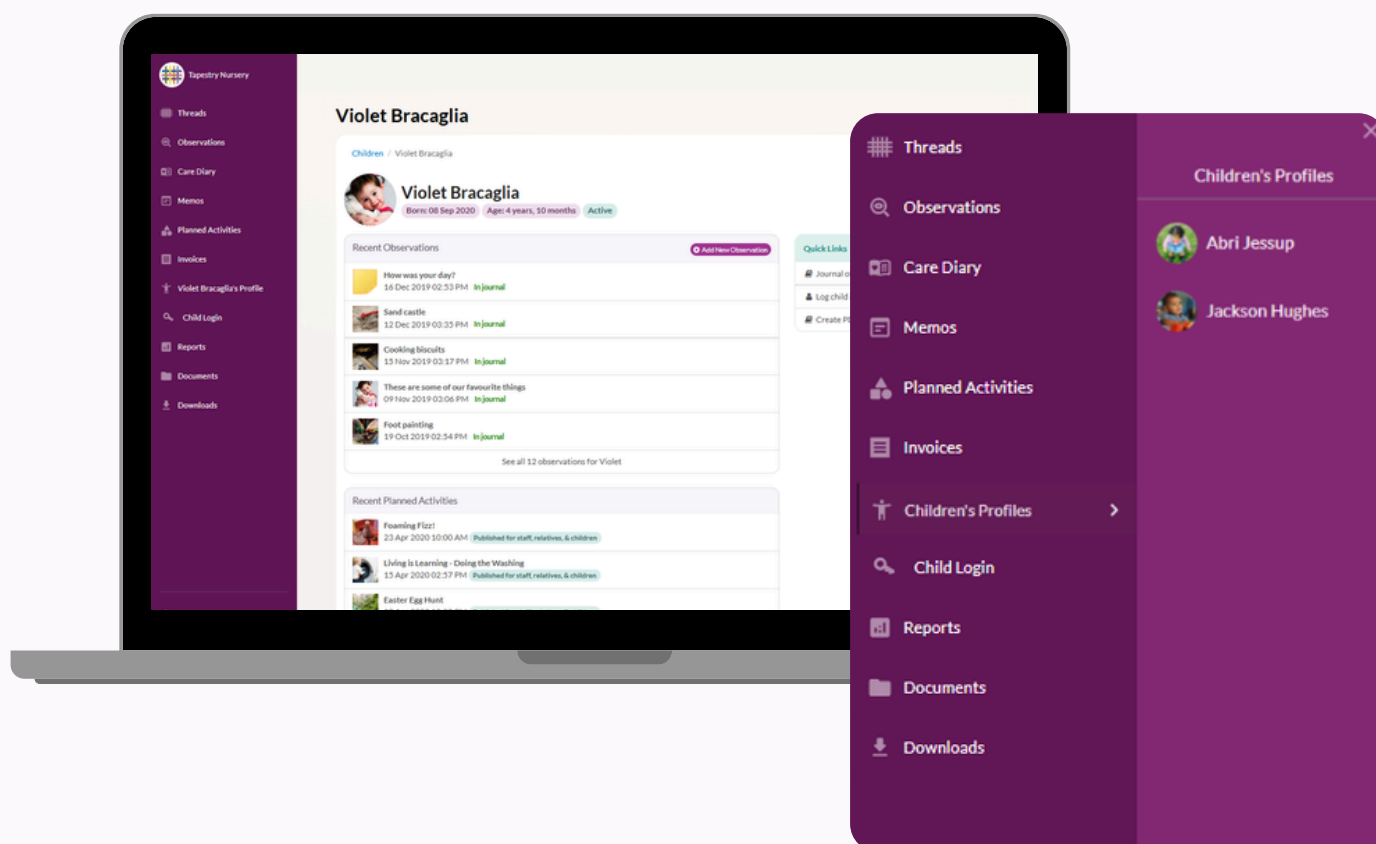 Tapestry Nursery
Threads
Observations
Care Diary
Memos
Planned Activities
Invoices
Violet Bracaglia's Profile
Child Login
Reports
Documents
Downloads
Violet Bracaglia
Children / Violet Bracaglia
Violet Bracaglia
Born: 08 Sep 2020 Age: 4 years, 10 months Active
Recent Observations Add New Observation
How was your day?
16 Dec 2019 02:53 PM In journal
Sand castle
12 Dec 2019 03:35 PM In journal
Cooking biscuits
15 Nov 2019 03:17 PM In journal
These are some of our favourite things
09 Nov 2019 03:06 PM In journal
Foot painting
19 Oct 2019 02:54 PM In journal
See all 12 observations for Violet
Recent Planned Activities
Foaming Fizz!
23 Apr 2020 10:00 AM Published for staff, relatives, & children
Living is Learning - Doing the Washing
15 Apr 2020 02:57 PM Published for staff, relatives, & children
Easter Egg Hunt
Quick Links
Journal o
Log child
Create
Threads
Observations
Care Diary
Memos
Planned Activities
Invoices
Children's Profiles
Child Login
Reports
Documents
Downloads
Children's Profiles
Abri Jessup
Jackson Hughes